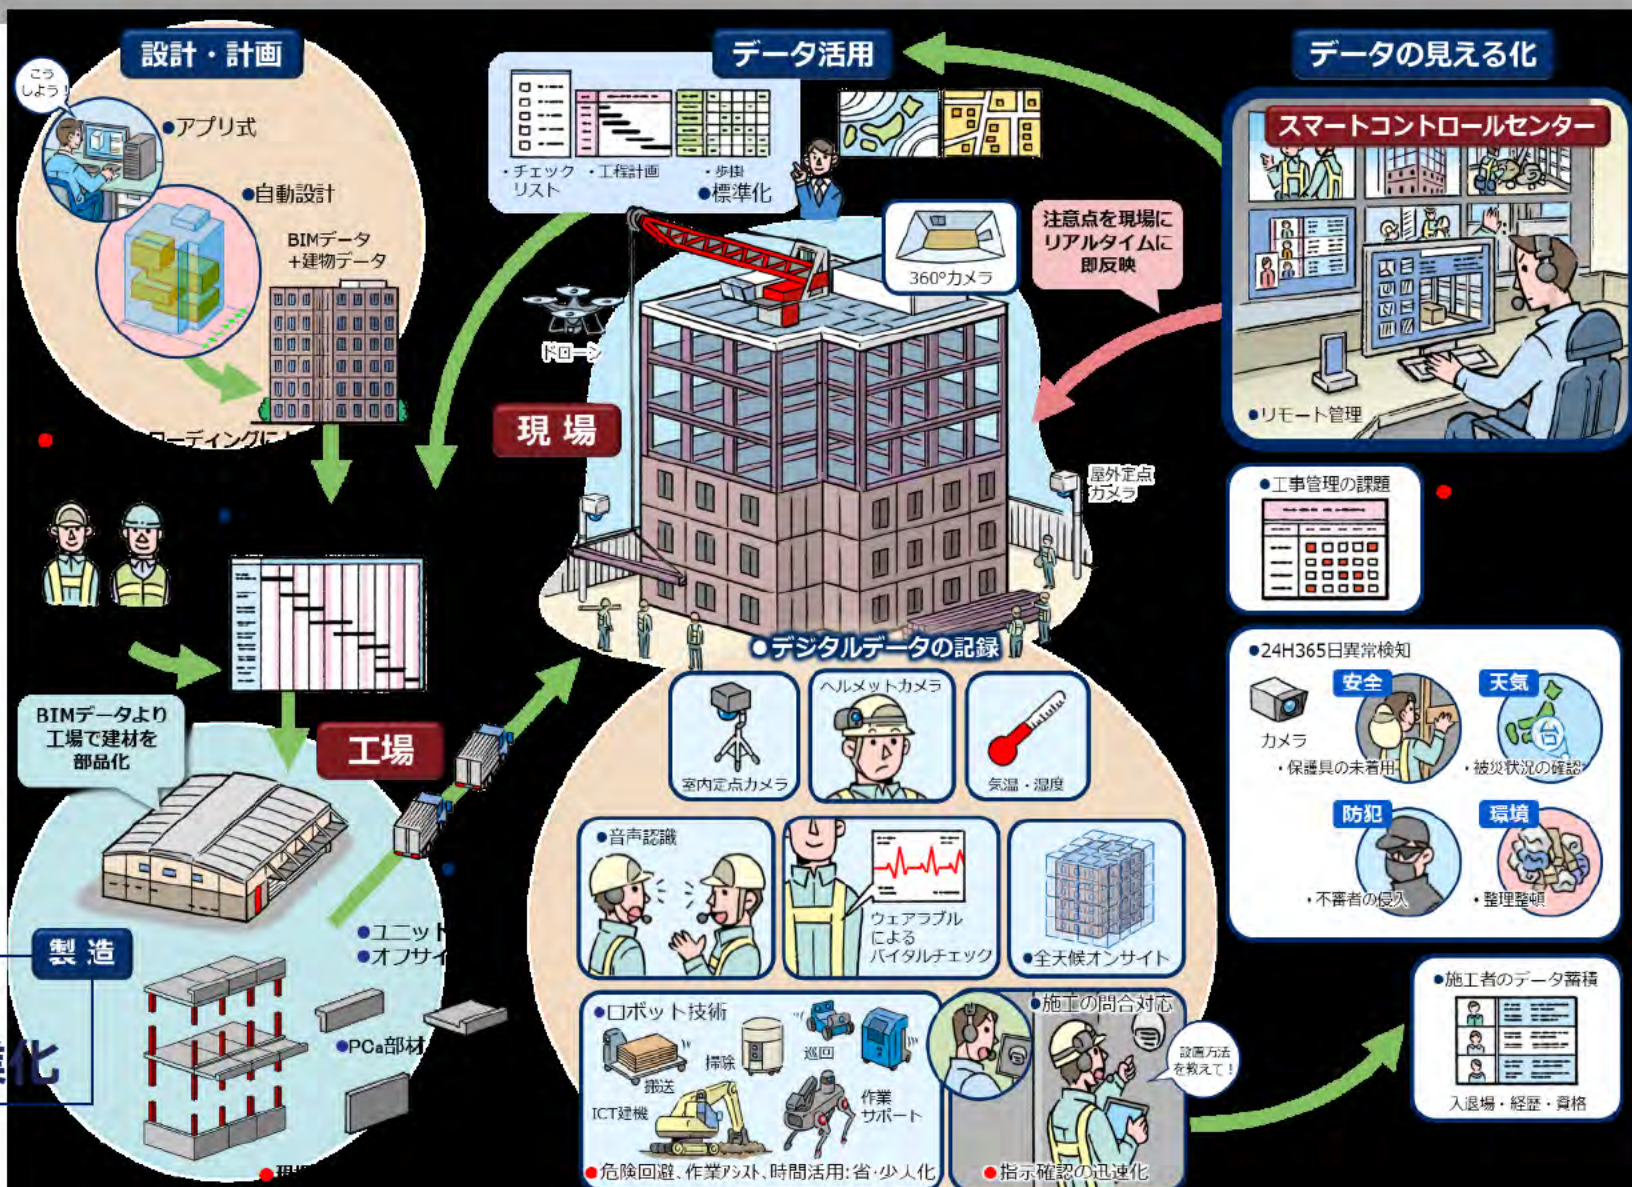 設計・計画
こう
しよう!
●アプリ式
●自動設計
BIMデータ
+建物データ
ーディングに
データ活用
・チェック
リスト
・工程計画
・歩掛
●標準化
データの見える化
スマートコントロールセンター
●リモート管理
注意点を現場に
リアルタイムに
即反映
360°カメラ
ドローン
現場
屋外定点
カメラ
●工事管理の課題
●24H365日異常検知
カメラ
安全
・保護具の未着用
天気
台
・被災状況の確認
防犯
・不審者の侵入
環境
・整理整頓
●施工者のデータ蓄積
入退場・経歴・資格
BIMデータより
工場で建材を
部品化
工場
製造
●ユニット
●オフサイ
●PCa部材
化
●現場
●デジタルデータの記録
室内定点カメラ
ヘルメットカメラ
気温・湿度
●音声認識
ウェアラブル
による
バイタルチェック
●全天候オンサイト
●ロボット技術
搬送
掃除
巡回
ICT建機
作業
サポート
●危険回避、作業アシスト、時間活用:省・少人化
●施工の問合対応
設置方法
を教えて!
●指示確認の迅速化